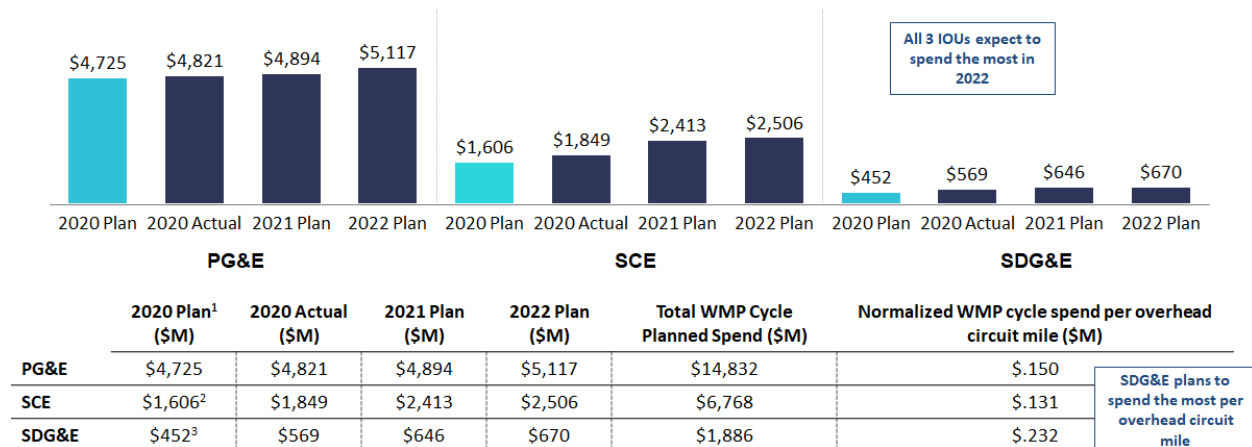 $4,725 $4,821 $4,894 $5,117
$1,606 $1,849 $2,413 $2,506
$452 $569 $646 $670
All 3 IOUs expect to
spend the most in
2022
2020 Plan 2020 Actual 2021 Plan 2022 Plan 2020 Plan 2020 Actual 2021 Plan 2022 Plan 2020 Plan 2020 Actual 2021 Plan 2022 Plan
PG&E SCE SDG&E
2020 Plan¹ 2020 Actual 2021 Plan 2022 Plan Total WMP Cycle Normalized WMP cycle spend per overhead
($M) ($M) ($M) ($M) Planned Spend ($M) circuit mile ($M)
PG&E $4,725 $4,821 $4,894 $5,117 $14,832 $.150
SCE $1,606² $1,849 $2,413 $2,506 $6,768 $.131
SDG&E $452³ $569 $646 $670 $1,886 $.232
SDG&E plans to
spend the most per
overhead circuit
mile